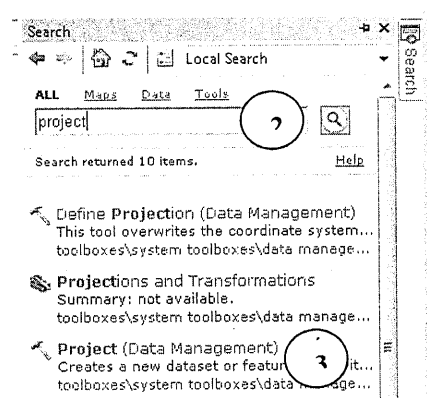 Search
Local Search
Search
ALL Maps Data Tools
project
Search returned 10 items. Help
Define Projection (Data Management)
This tool overwrites the coordinate system...
toolboxes\system toolboxes\data manage...
Projections and Transformations
Summary: not available.
toolboxes\system toolboxes\data manage...
Project (Data Management)
Creates a new dataset or featur it...
toolboxes\system toolboxes\data manage...